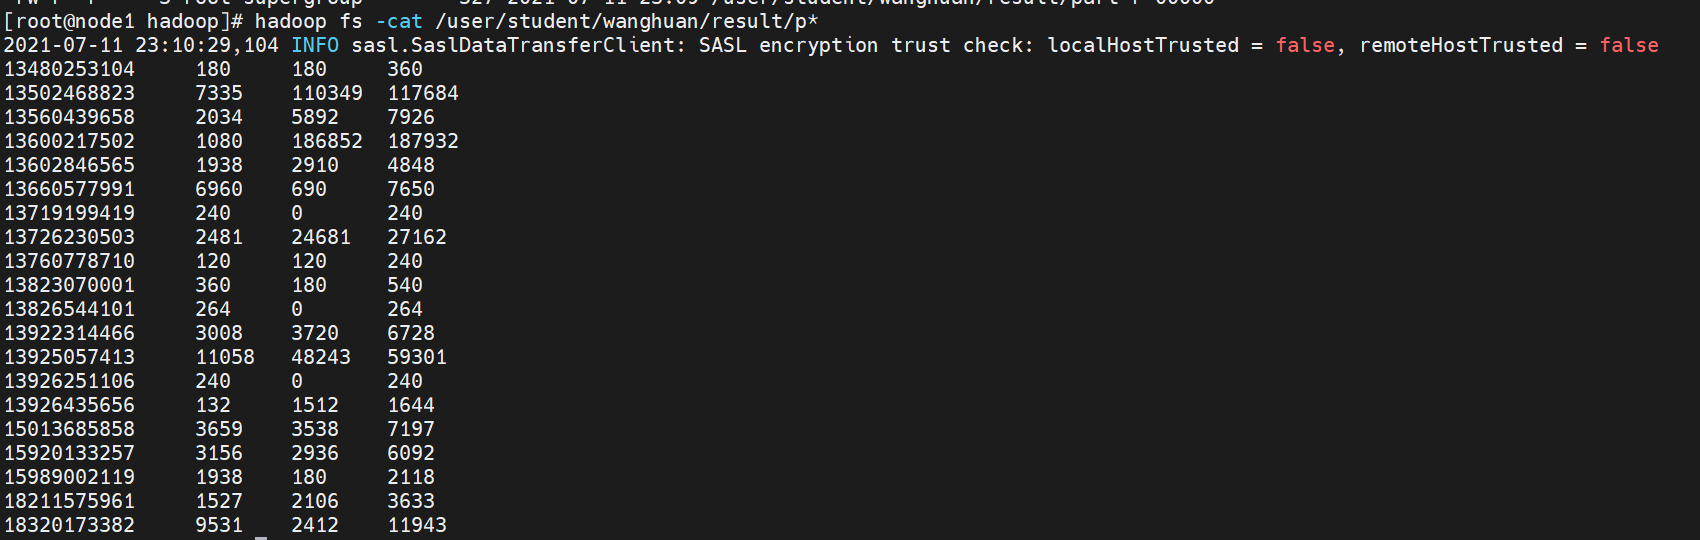 [root@node1 hadoop]# hadoop fs -cat /user/student/wanghuan/result/p*
2021-07-11 23:10:29,104 INFO sasl.SaslDataTransferClient: SASL encryption trust check: localHostTrusted = false, remoteHostTrusted = false
13480253104 180 180 360
13502468823 7335 110349 117684
13560439658 2034 5892 7926
13600217502 1080 186852 187932
13602846565 1938 2910 4848
13660577991 6960 690 7650
13719199419 240 0 240
13726230503 2481 24681 27162
13760778710 120 120 240
13823070001 360 180 540
13826544101 264 0 264
13922314466 3008 3720 6728
13925057413 11058 48243 59301
13926251106 240 0 240
13926435656 132 1512 1644
15013685858 3659 3538 7197
15920133257 3156 2936 6092
15989002119 1938 180 2118
18211575961 1527 2106 3633
18320173382 9531 2412 11943